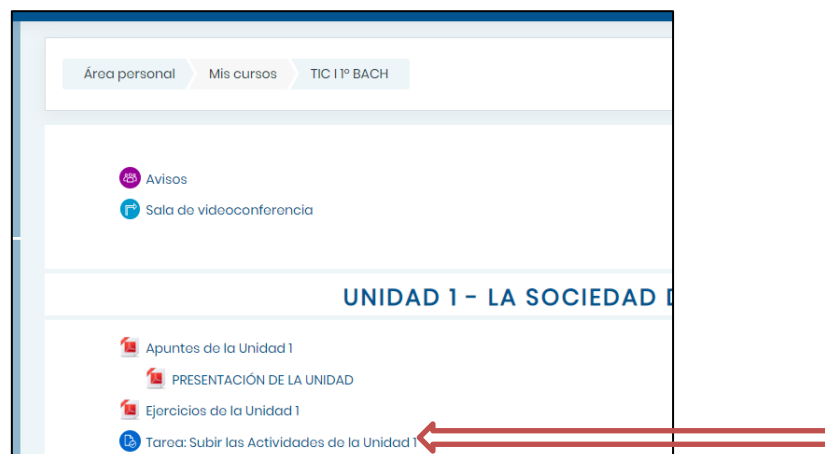 Área personal Mis cursos TIC I 1º BACH
Avisos
Sala de videoconferencia
UNIDAD 1 - LA SOCIEDAD
Apuntes de la Unidad 1
PRESENTACIÓN DE LA UNIDAD
Ejercicios de la Unidad 1
Tarea: Subir las Actividades de la Unidad 1